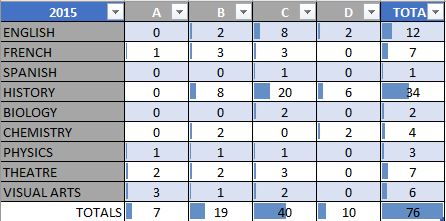 2015 A B C D TOTA
ENGLISH 0 2 8 2 12
FRENCH 1 3 3 0 7
SPANISH 0 0 1 0 1
HISTORY 0 8 20 6 34
BIOLOGY 0 0 2 0 2
CHEMISTRY 0 2 0 2 4
PHYSICS 1 1 1 0 3
THEATRE 2 2 3 0 7
VISUAL ARTS 3 1 2 0 6
TOTALS 7 19 40 10 76